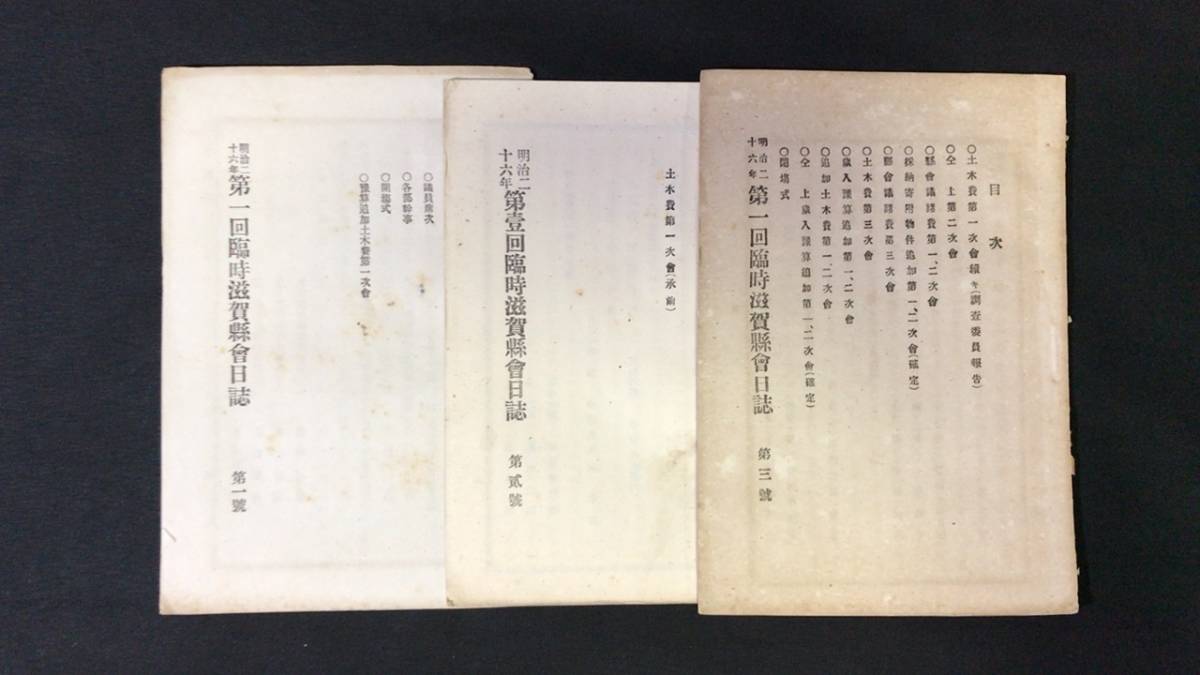 目次
○土木費第一次會續キ(調査委員報告)
○仝上第二次會
○縣會議諸費第一、二次會
○採納寄附物件追加第一、二次會(確定)
○縣會議諸費第三次會
○土木費第三次會
○歲入豫算追加第一、二次會
○追加土木費第一、二次會
○仝上歲入豫算追加第一、二次會(確定)
○閉塲式
明治二十六年第一回臨時滋賀縣會日誌 第三號
土木費第一次會(承前)
明治二十六年第壹回臨時滋賀縣會日誌 第貳號
○議員席次
○各部幹事
○開塲式
○豫算追加土木費第一次會
明治二十六年第一回臨時滋賀縣會日誌 第一號